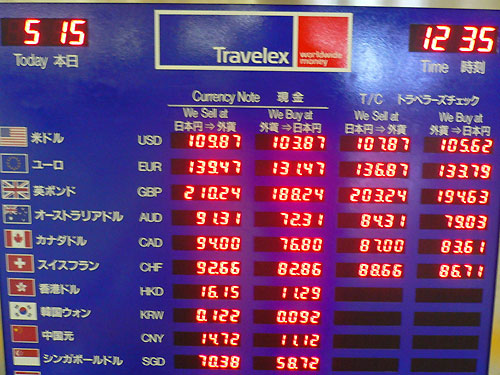 5 15
Today 本日
Travelex
worldwide
money
12 35
Time 時刻
Currency Note 現金
T/C トラベラーズチェック
We Sell at We Buy at We Sell at We Buy at
日本円⇒外貨 外貨⇒日本円 日本円⇒外貨 外貨⇒日本円
米ドル USD 109.87 103.87 107.87 105.62
ユーロ EUR 139.47 131.47 136.87 133.79
英ポンド GBP 210.24 188.24 203.24 194.63
オーストラリアドル AUD 91.31 72.31 84.31 79.03
カナダドル CAD 94.00 76.80 87.00 83.61
スイスフラン CHF 92.66 82.86 88.66 86.71
香港ドル HKD 16.15 11.29
韓国ウォン KRW 0.122 0.092
中国元 CNY 14.72 11.12
シンガポールドル SGD 70.38 58.72